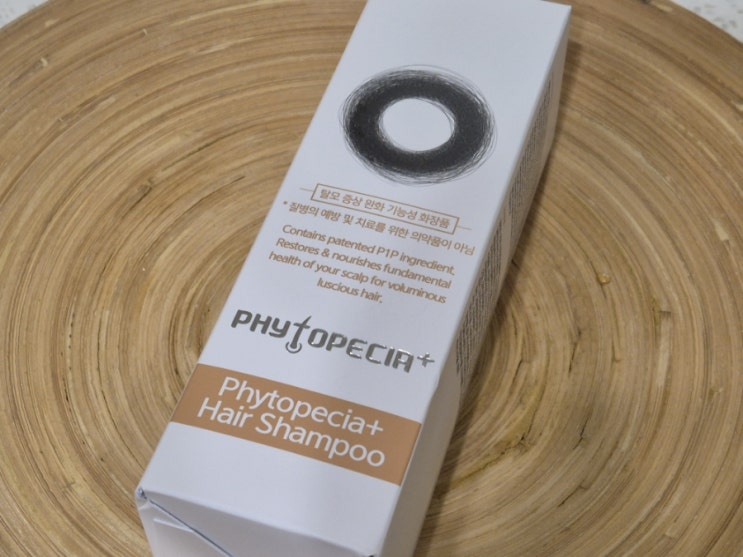 탈모 증상 완화 기능성 화장품
* 질병의 예방 및 치료를 위한 의약품이 아님
Contains patented P1P ingredient,
Restores & nourishes fundamental
health of your scalp for voluminous
luscious hair.
PHYTOPECIA+
Phytopecia+
Hair Shampoo